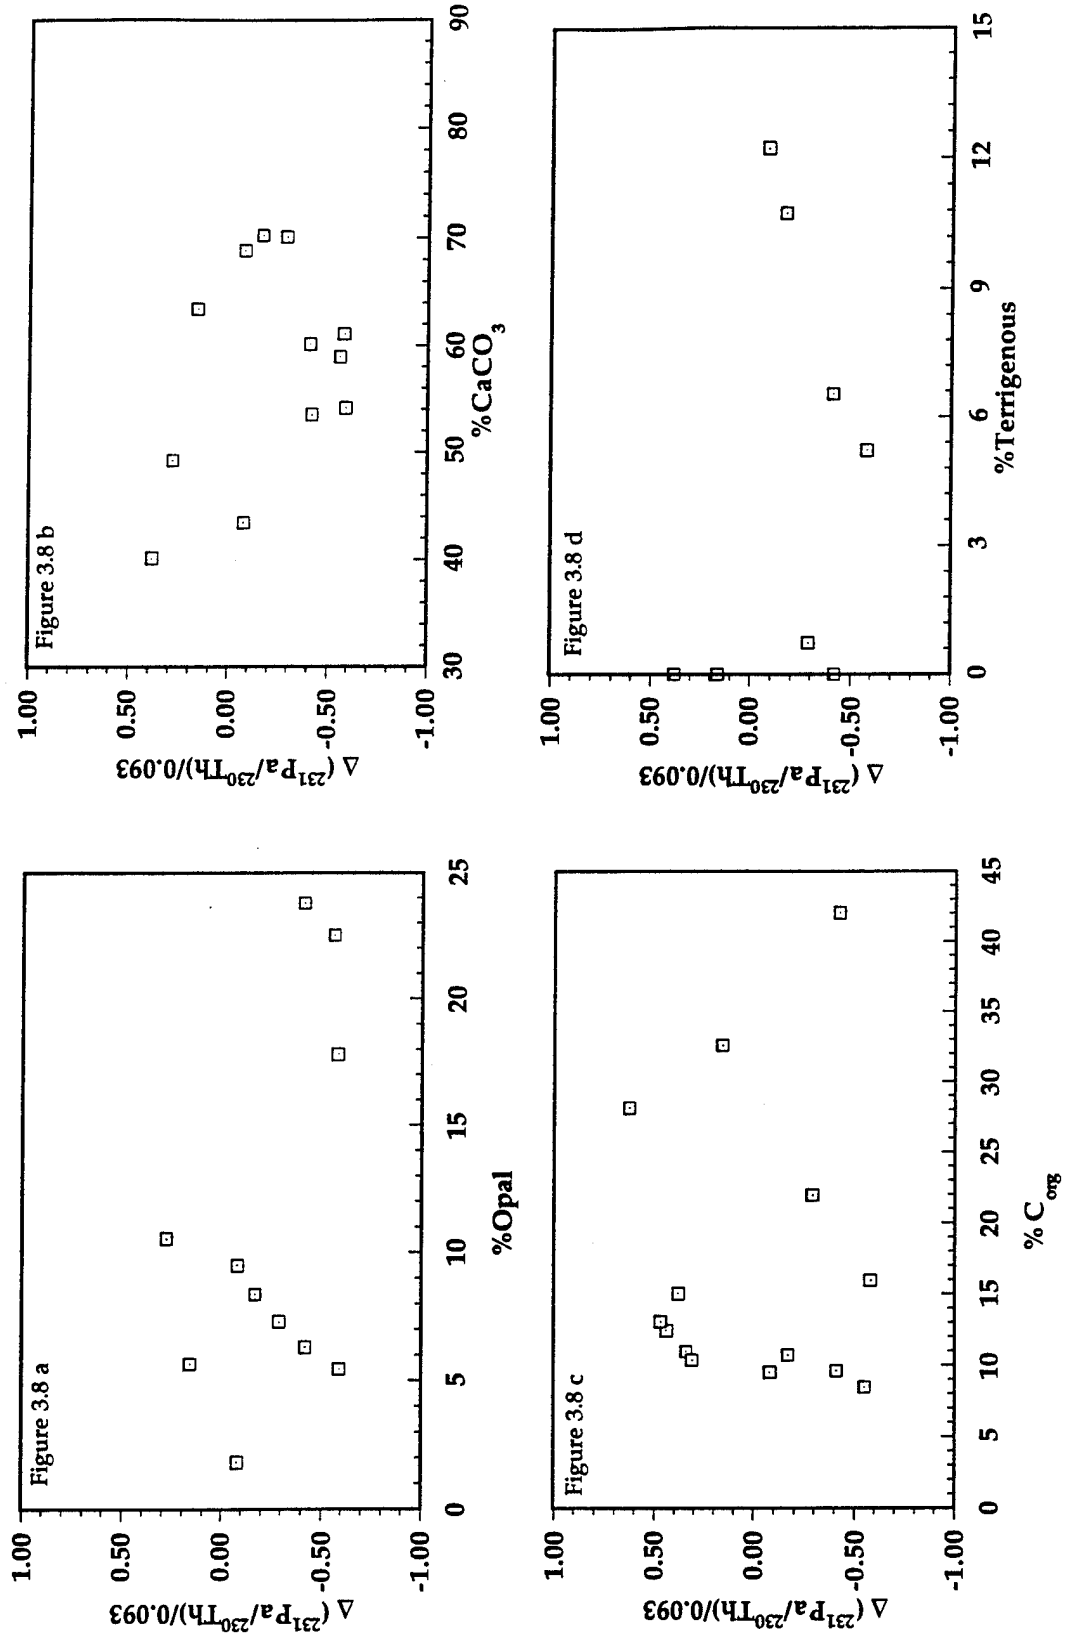 Figure 3.8 a
Δ (²³¹Pa/²³⁰Th)/0.093
1.00
0.50
0.00
-0.50
-1.00
0 5 10 15 20 25
%Opal
Figure 3.8 b
Δ (²³¹Pa/²³⁰Th)/0.093
1.00
0.50
0.00
-0.50
-1.00
30 40 50 60 70 80 90
%CaCO₃
Figure 3.8 c
Δ (²³¹Pa/²³⁰Th)/0.093
1.00
0.50
0.00
-0.50
-1.00
0 5 10 15 20 25 30 35 40 45
% C_org
Figure 3.8 d
Δ (²³¹Pa/²³⁰Th)/0.093
1.00
0.50
0.00
-0.50
-1.00
0 3 6 9 12 15
%Terrigenous